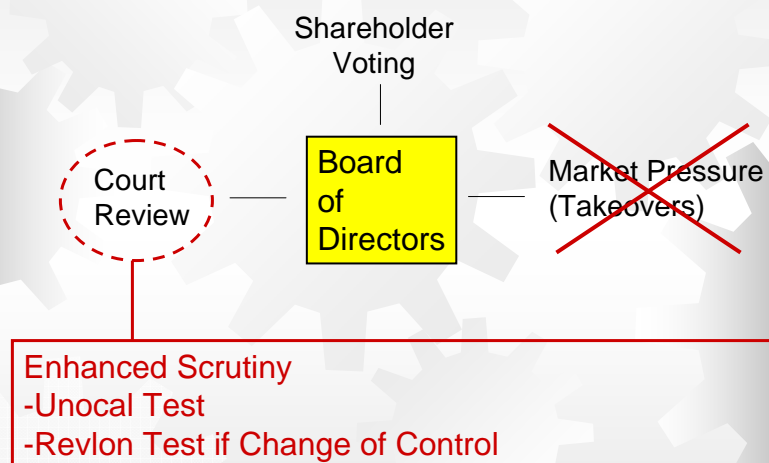 Shareholder
Voting
Court
Review
Board
of
Directors
Market Pressure
(Takeovers)
Enhanced Scrutiny
-Unocal Test
-Revlon Test if Change of Control